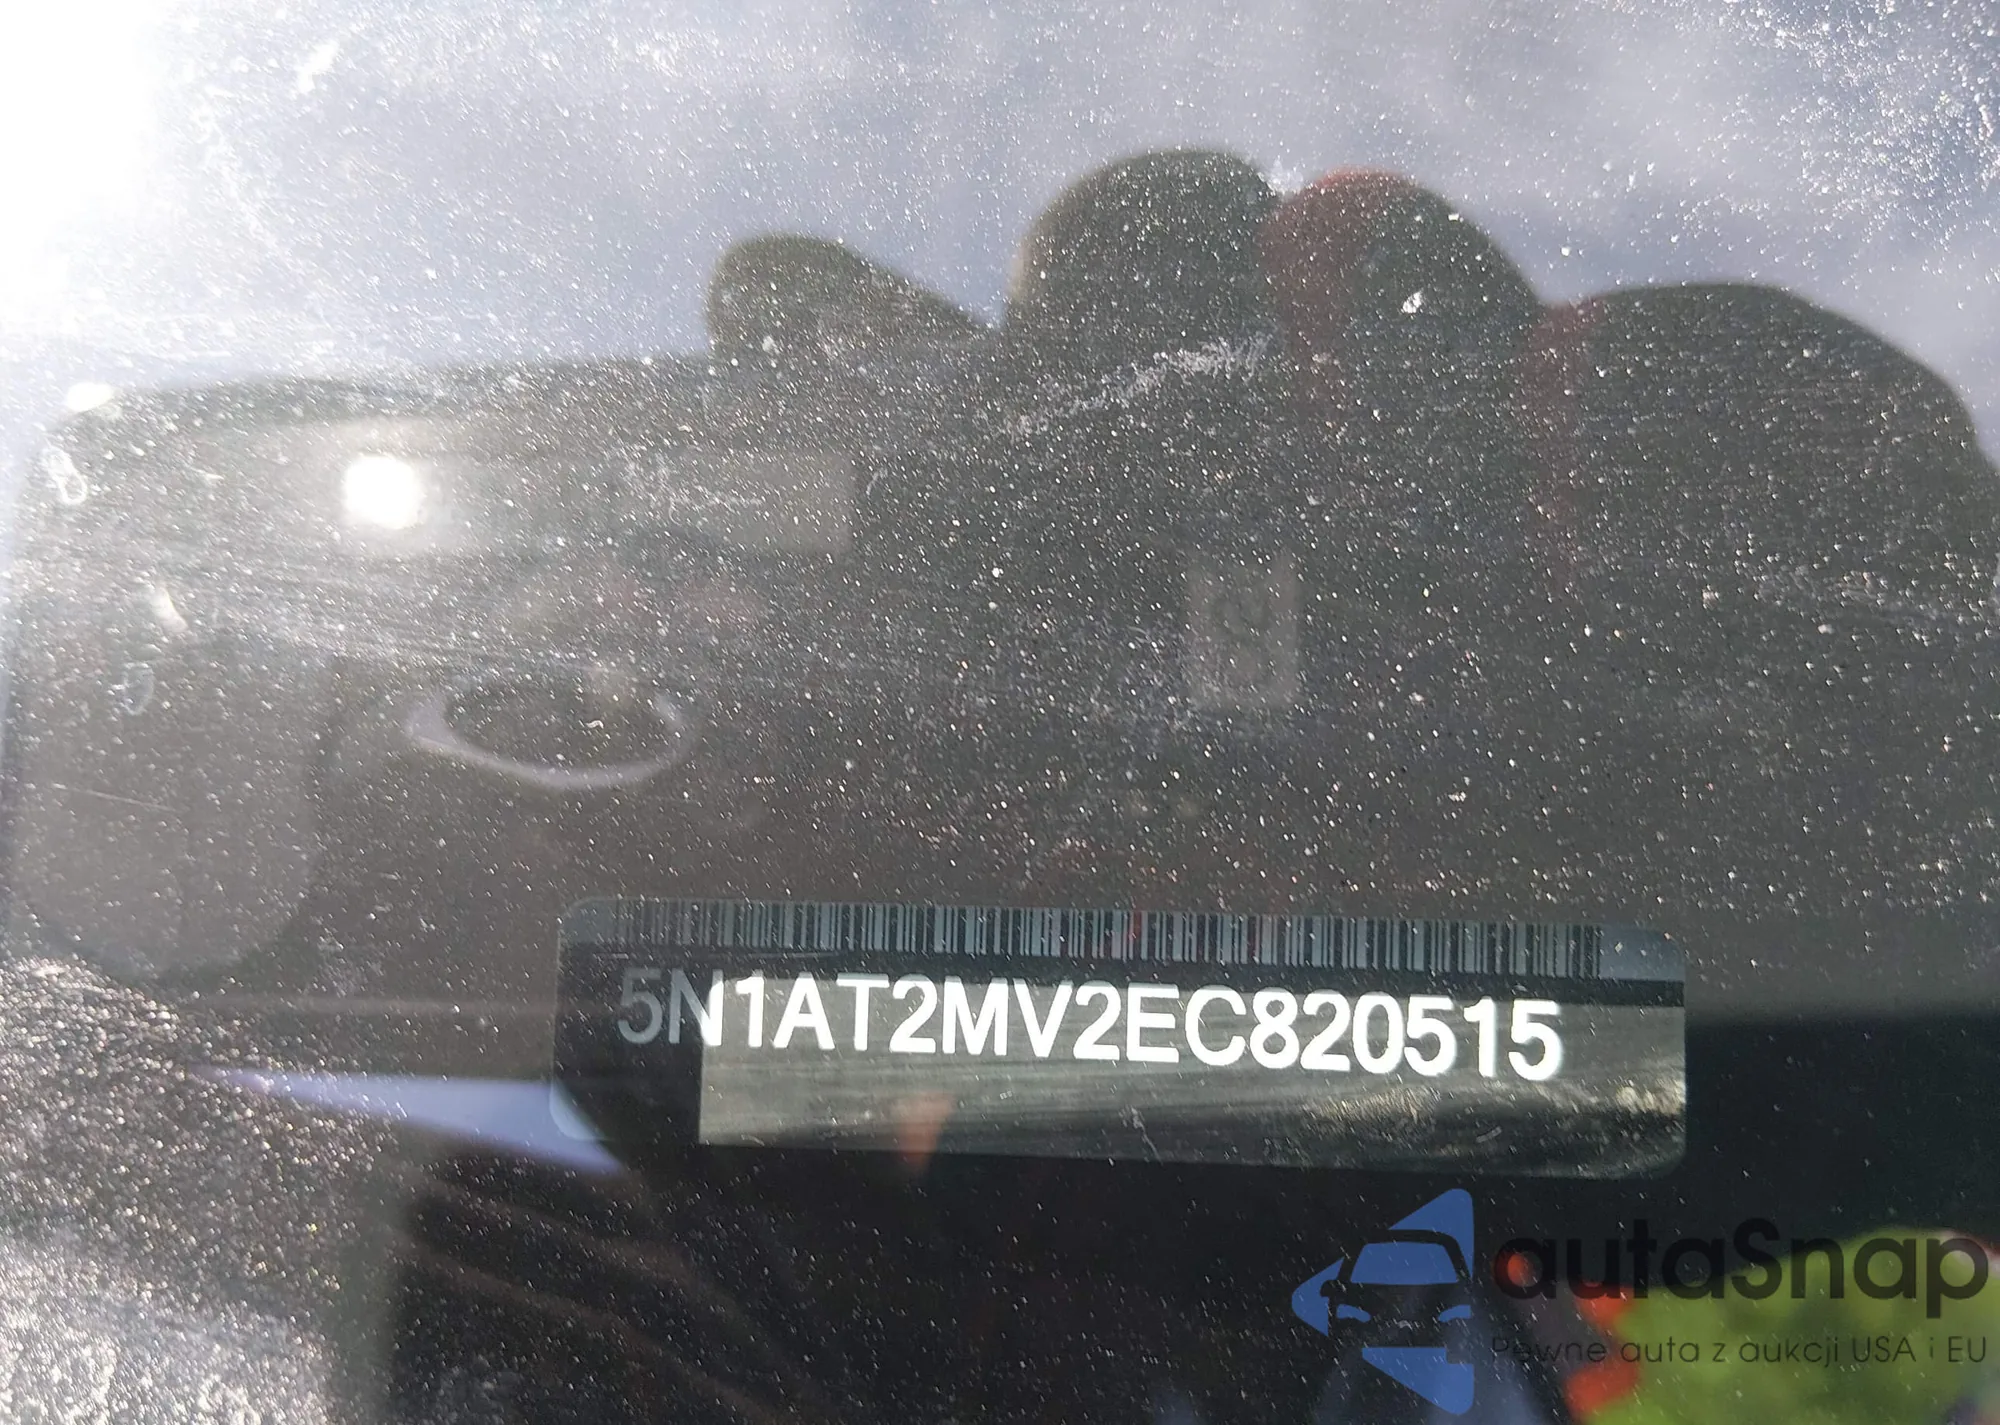 5N1AT2MV2EC820515
autaSnap
Pewne auta z aukcji USA i EU